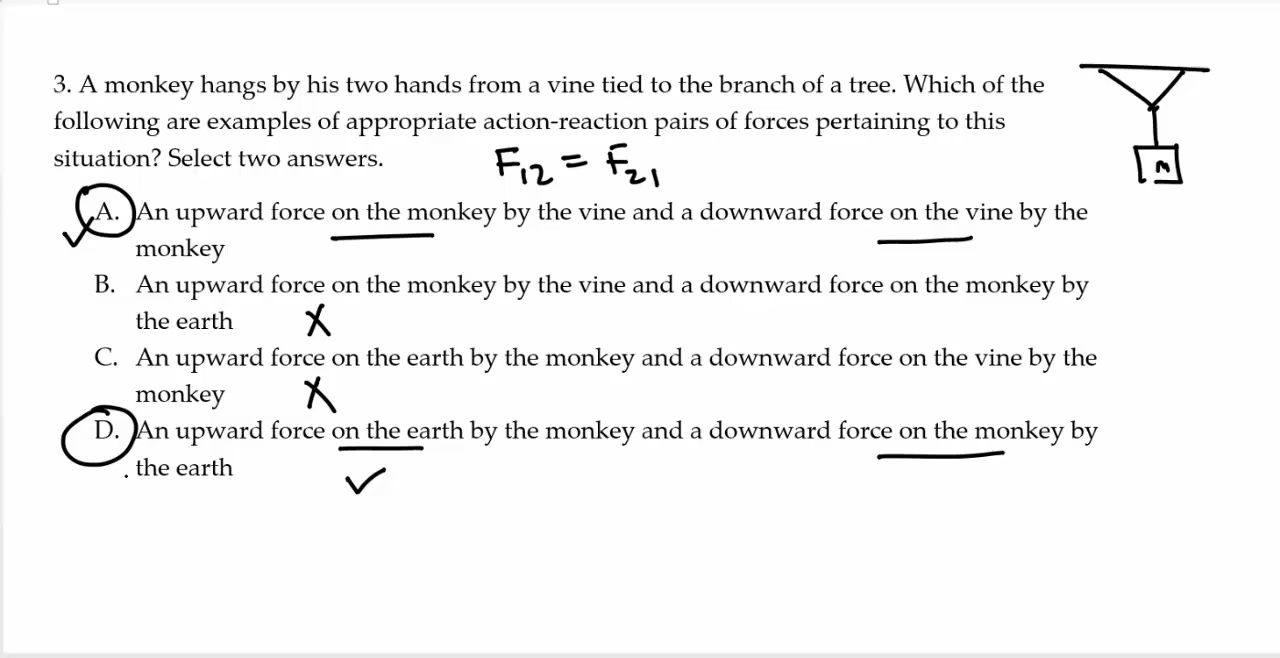 3. A monkey hangs by his two hands from a vine tied to the branch of a tree. Which of the
following are examples of appropriate action-reaction pairs of forces pertaining to this
situation? Select two answers.
F12 = F21
M
A. An upward force on the monkey by the vine and a downward force on the vine by the
monkey
B. An upward force on the monkey by the vine and a downward force on the monkey by
the earth
X
C. An upward force on the earth by the monkey and a downward force on the vine by the
monkey
X
D. An upward force on the earth by the monkey and a downward force on the monkey by
the earth